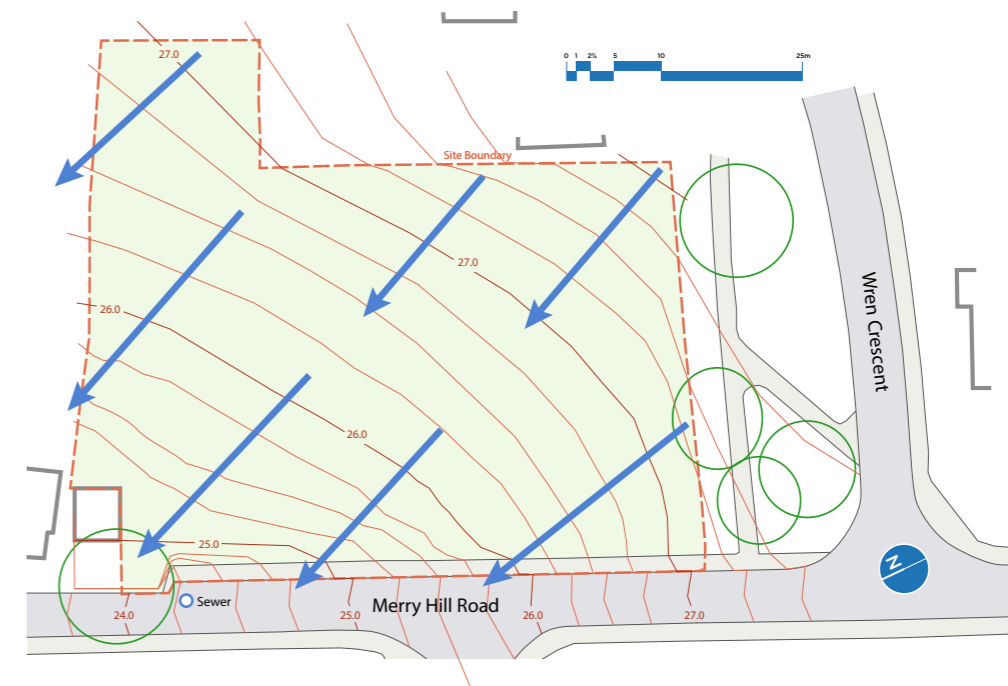 27.0
0 1 2½ 5 10 25m
Site Boundary
27.0
Wren Crescent
26.0
26.0
25.0
N
Sewer
Merry Hill Road
24.0
25.0
26.0
27.0